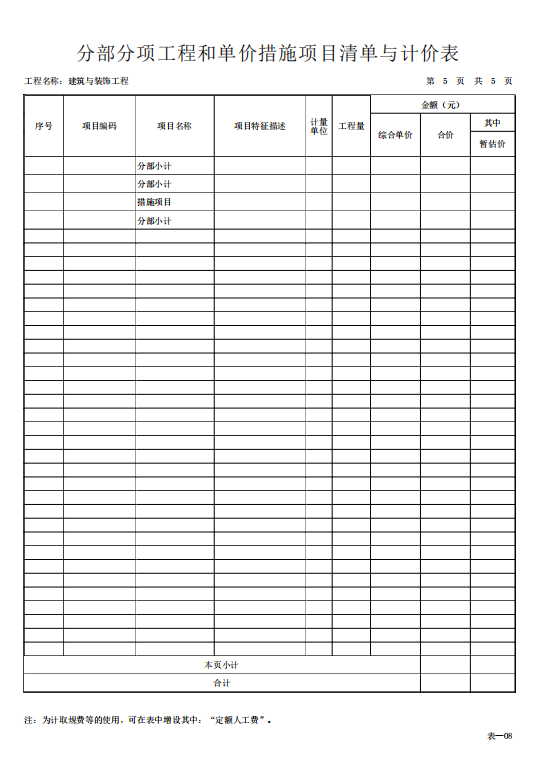 分部分项工程和单价措施项目清单与计价表
工程名称：建筑与装饰工程 第 5 页 共 5 页
序号 项目编码 项目名称 项目特征描述 计量单位 工程量 金额（元）
综合单价 合价 其中
暂估价
分部小计
分部小计
措施项目
分部小计
本页小计
合计
注：为计取规费等的使用，可在表中增设其中：“定额人工费”。
表—08